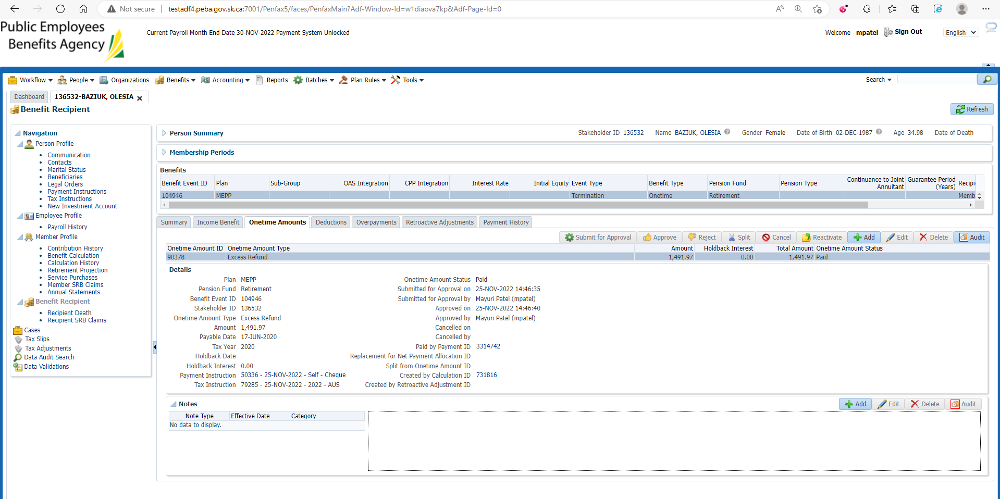 Not secure testadf4.peba.gov.sk.ca:7001/Penfax5/faces/PenfaxMain?Adf-Window-Id=w1diaova7kp&Adf-Page-Id=0
Public Employees
Benefits Agency
Current Payroll Month End Date 30-NOV-2022 Payment System Unlocked
Welcome mpatel Sign Out English
Workflow People Organizations Benefits Accounting Reports Batches Plan Rules Tools Search
Dashboard 136532-BAZIUK, OLESIA
Benefit Recipient
Refresh
Navigation
Person Profile
Communication
Contacts
Marital Status
Beneficiaries
Legal Orders
Payment Instructions
Tax Instructions
New Investment Account
Employee Profile
Payroll History
Member Profile
Contribution History
Benefit Calculation
Calculation History
Retirement Projection
Service Purchases
Member SRB Claims
Annual Statements
Benefit Recipient
Recipient Death
Recipient SRB Claims
Cases
Tax Slips
Tax Adjustments
Data Audit Search
Data Validations
Person Summary Stakeholder ID 136532 Name BAZIUK, OLESIA Gender Female Date of Birth 02-DEC-1987 Age 34.98 Date of Death
Membership Periods
Benefits
Benefit Event ID Plan Sub-Group OAS Integration CPP Integration Interest Rate Initial Equity Event Type Benefit Type Pension Fund Pension Type Continuance to Joint Annuitant Guarantee Period (Years) Recipi
104946 MEPP Termination Onetime Retirement Memb
Summary Income Benefit Onetime Amounts Deductions Overpayments Retroactive Adjustments Payment History
Submit for Approval Approve Reject Split Cancel Reactivate Add Edit Delete Audit
Onetime Amount ID Onetime Amount Type Amount Holdback Interest Total Amount Onetime Amount Status
90378 Excess Refund 1,491.97 0.00 1,491.97 Paid
Details
Plan MEPP Onetime Amount Status Paid
Pension Fund Retirement Submitted for Approval on 25-NOV-2022 14:46:35
Benefit Event ID 104946 Submitted for Approval by Mayuri Patel (mpatel)
Stakeholder ID 136532 Approved on 25-NOV-2022 14:46:40
Onetime Amount Type Excess Refund Approved by Mayuri Patel (mpatel)
Amount 1,491.97 Cancelled on
Payable Date 17-JUN-2020 Cancelled by
Tax Year 2020 Paid by Payment ID 3314742
Holdback Date Replacement for Net Payment Allocation ID
Holdback Interest 0.00 Split from Onetime Amount ID
Payment Instruction 50336 - 25-NOV-2022 - Self - Cheque Created by Calculation ID 731816
Tax Instruction 79285 - 25-NOV-2022 - 2022 - AUS Created by Retroactive Adjustment ID
Notes Add Edit Delete Audit
Note Type Effective Date Category
No data to display.